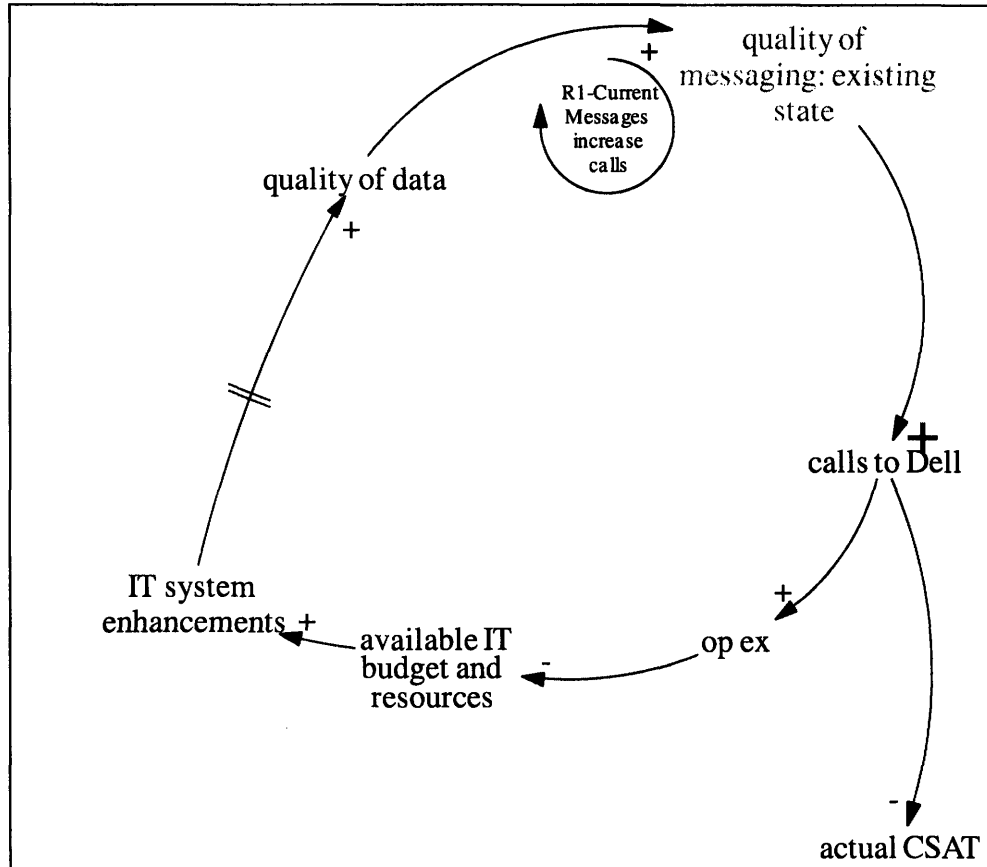 quality of
messaging: existing
state
+
R1-Current
Messages
increase
calls
quality of data
+
+
calls to Dell
IT system
enhancements
+
available IT
budget and
resources
-
op ex
+
-
actual CSAT